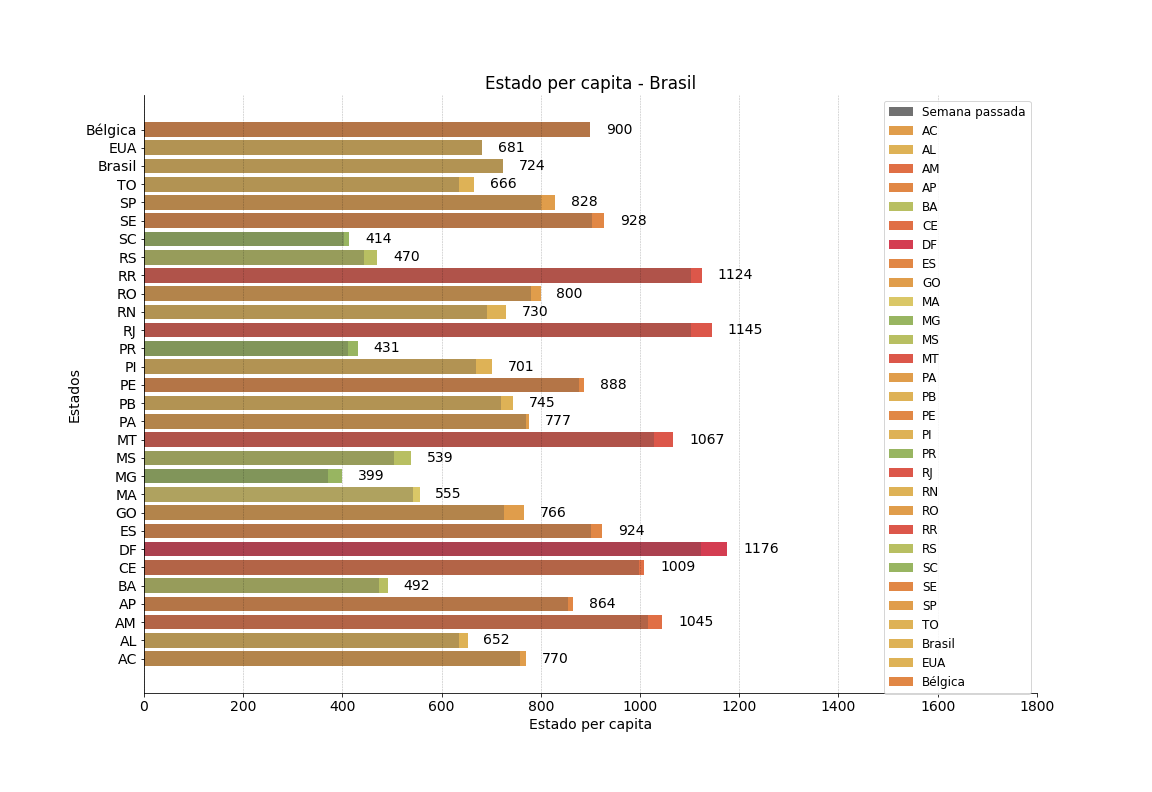 Estado per capita - Brasil
Bélgica 900
EUA 681
Brasil 724
TO 666
SP 828
SE 928
SC 414
RS 470
RR 1124
RO 800
RN 730
RJ 1145
PR 431
PI 701
PE 888
PB 745
PA 777
MT 1067
MS 539
MG 399
MA 555
GO 766
ES 924
DF 1176
CE 1009
BA 492
AP 864
AM 1045
AL 652
AC 770
Estados
0 200 400 600 800 1000 1200 1400 1600 1800
Estado per capita
Semana passada
AC
AL
AM
AP
BA
CE
DF
ES
GO
MA
MG
MS
MT
PA
PB
PE
PI
PR
RJ
RN
RO
RR
RS
SC
SE
SP
TO
Brasil
EUA
Bélgica